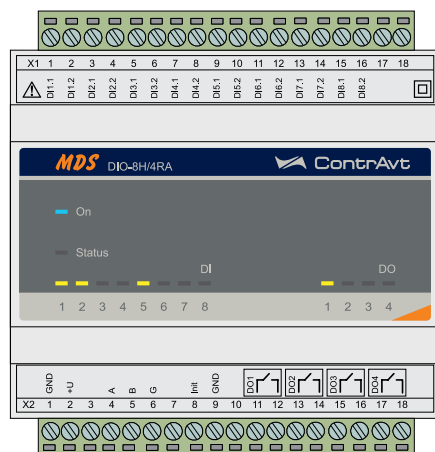 X1 1 2 3 4 5 6 7 8 9 10 11 12 13 14 15 16 17 18
DI1.1 DI1.2 DI2.1 DI2.2 DI3.1 DI3.2 DI4.1 DI4.2 DI5.1 DI5.2 DI6.1 DI6.2 DI7.1 DI7.2 DI8.1 DI8.2
MDS DIO-8H/4RA ContrAvt
On
Status
DI DO
1 2 3 4 5 6 7 8 1 2 3 4
GND +U A B G Init GND DO1 DO2 DO3 DO4
X2 1 2 3 4 5 6 7 8 9 10 11 12 13 14 15 16 17 18